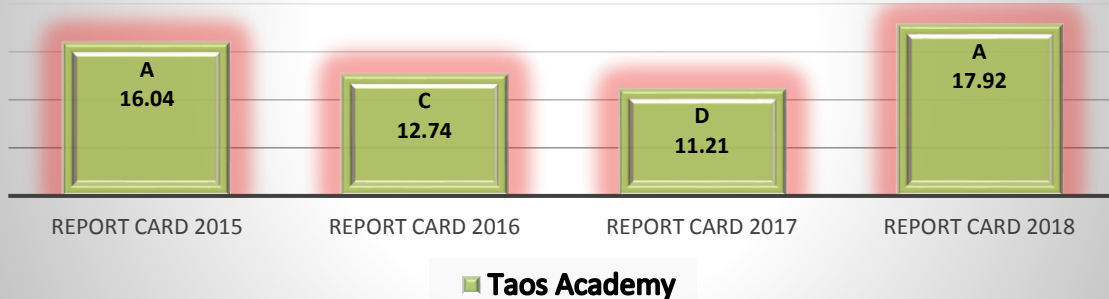 A
16.04
C
12.74
D
11.21
A
17.92
REPORT CARD 2015
REPORT CARD 2016
REPORT CARD 2017
REPORT CARD 2018
Taos Academy